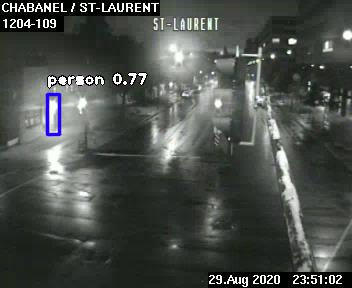 CHABANEL / ST-LAURENT
1204-109
ST-LAURENT
person 0.77
29.Aug 2020 23:51:02